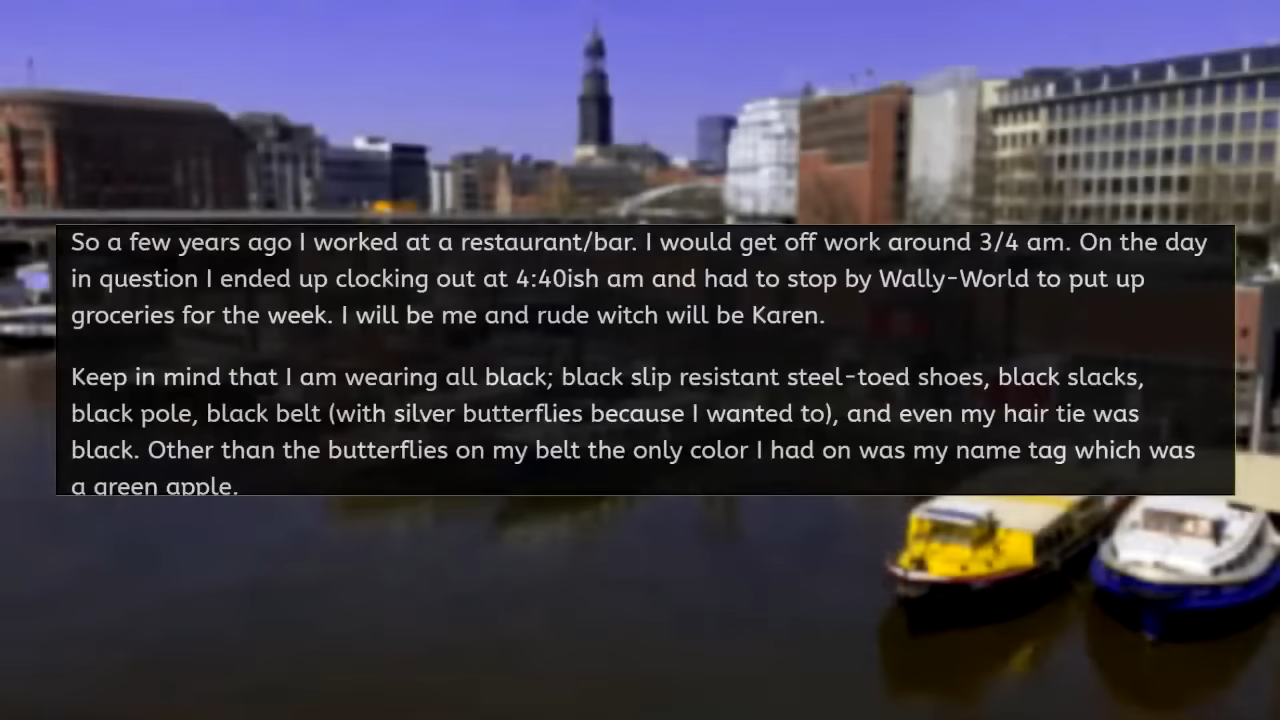 So a few years ago I worked at a restaurant/bar. I would get off work around 3/4 am. On the day
in question I ended up clocking out at 4:40ish am and had to stop by Wally-World to put up
groceries for the week. I will be me and rude witch will be Karen.
Keep in mind that I am wearing all black; black slip resistant steel-toed shoes, black slacks,
black pole, black belt (with silver butterflies because I wanted to), and even my hair tie was
black. Other than the butterflies on my belt the only color I had on was my name tag which was
a green apple.